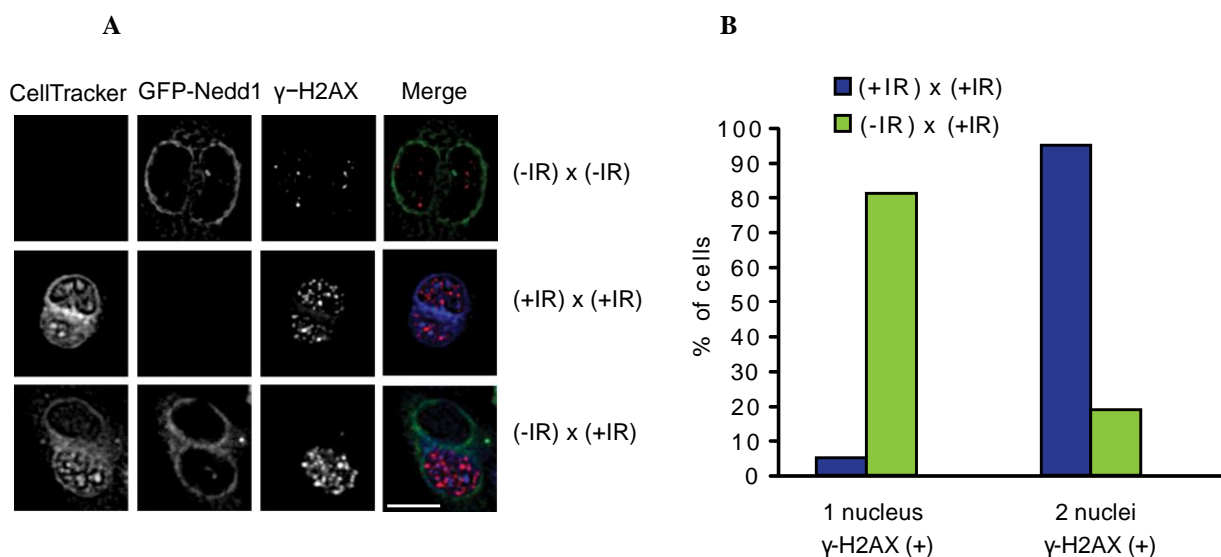 A
CellTracker GFP-Nedd1 γ−H2AX Merge
(-IR) x (-IR)
(+IR) x (+IR)
(-IR) x (+IR)
B
(+IR) x (+IR)
(-IR) x (+IR)
% of cells
100
90
80
70
60
50
40
30
20
10
0
1 nucleus
γ-H2AX (+)
2 nuclei
γ-H2AX (+)